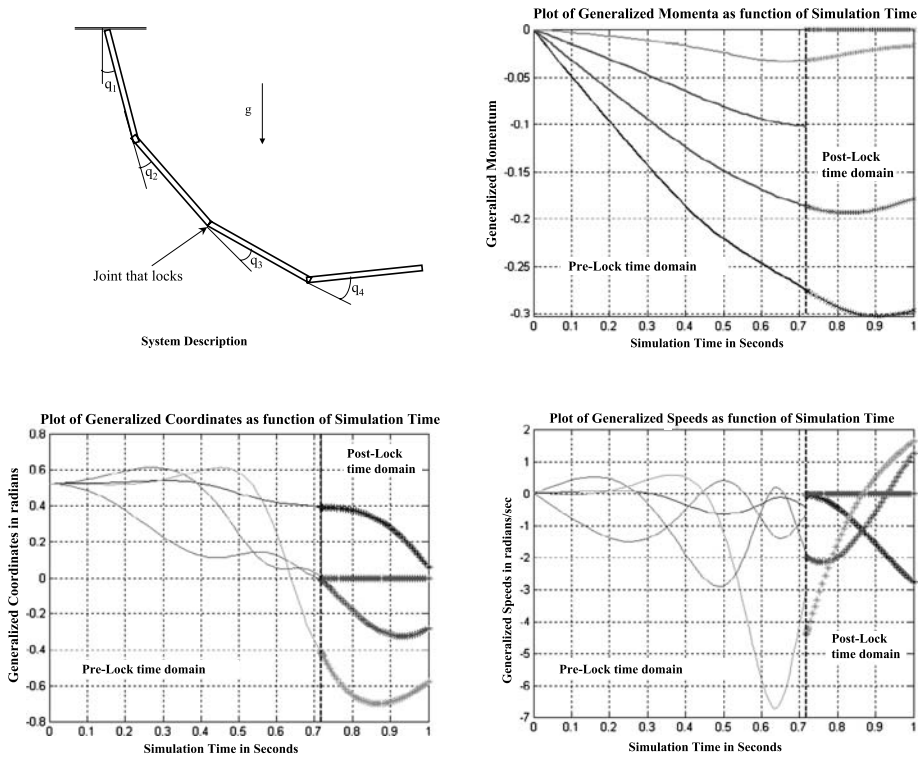 q1
g
q2
q3
q4
Joint that locks
System Description
Plot of Generalized Momenta as function of Simulation Time
0
-0.05
-0.1
-0.15
-0.2
-0.25
-0.3
Generalized Momentum
Post-Lock
time domain
Pre-Lock time domain
0 0.1 0.2 0.3 0.4 0.5 0.6 0.7 0.8 0.9 1
Simulation Time in Seconds
Plot of Generalized Coordinates as function of Simulation Time
0.8
0.6
0.4
0.2
0
-0.2
-0.4
-0.6
-0.8
Generalized Coordinates in radians
Post-Lock
time domain
Pre-Lock time domain
0 0.1 0.2 0.3 0.4 0.5 0.6 0.7 0.8 0.9 1
Simulation Time in Seconds
Plot of Generalized Speeds as function of Simulation Time
2
1
0
-1
-2
-3
-4
-5
-6
-7
Generalized Speeds in radians/sec
Pre-Lock time domain
Post-Lock
time domain
0 0.1 0.2 0.3 0.4 0.5 0.6 0.7 0.8 0.9 1
Simulation Time in Seconds